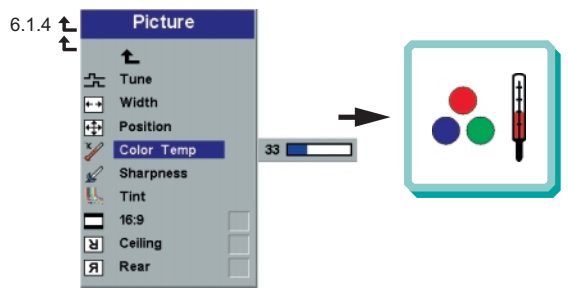 6.1.4
Picture
Tune
Width
Position
Color Temp
33
Sharpness
Tint
16:9
Ceiling
Rear